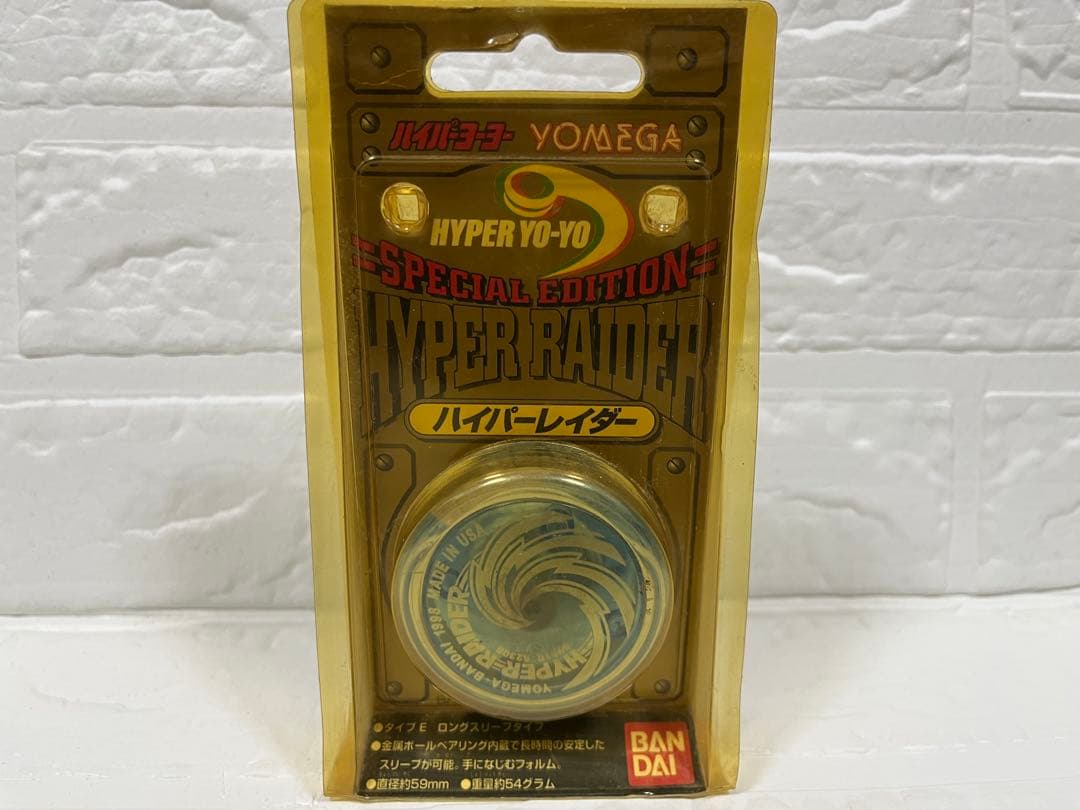 ハイパーヨーヨー YOMEGA
HYPER YO-YO
=SPECIAL EDITION=
HYPER RAIDER
ハイパーレイダー
YOMEGA-BANDAI 1998 MADE IN USA
=HYPER=RAIDER=
●タイプE ロングスリープタイプ
●金属ボールベアリング内蔵で長時間の安定した
スリープが可能。手になじむフォルム。
●直径約59mm ●重量約54グラム
BAN
DAI